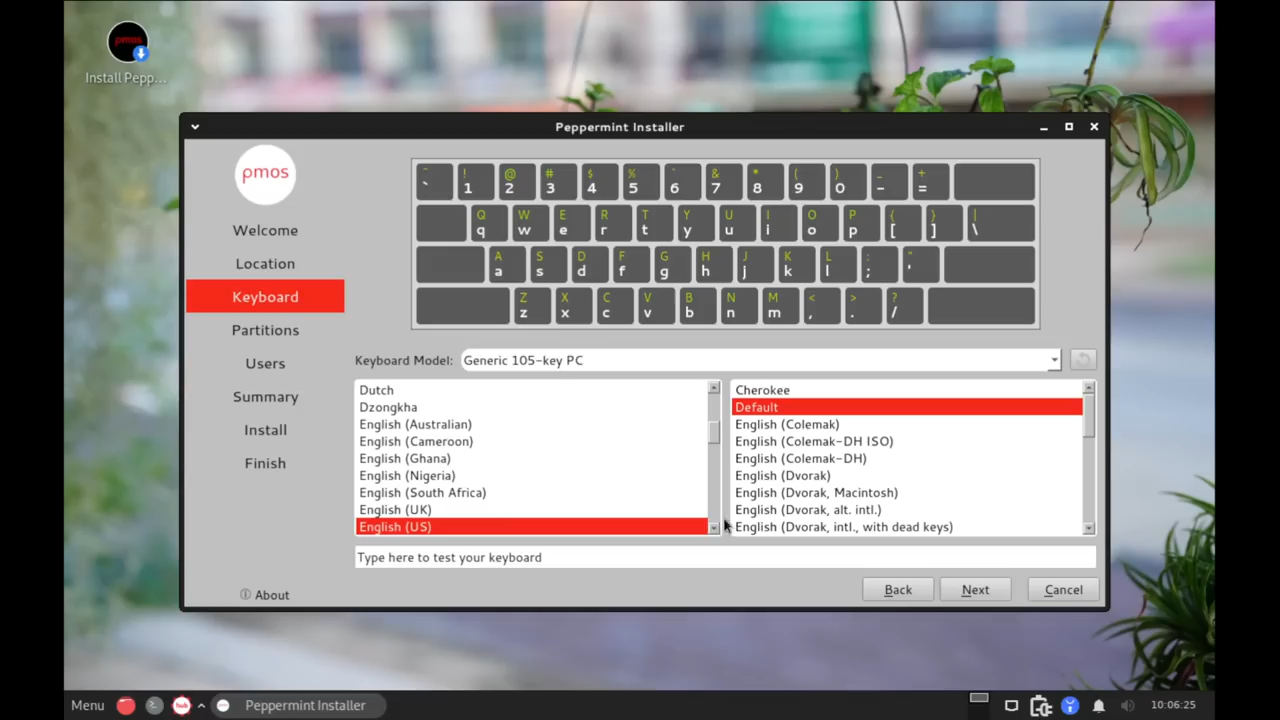 pmos
Install Pepp...
Peppermint Installer
pmos
Welcome
Location
Keyboard
Partitions
Users
Summary
Install
Finish
About
~ ! @ # $ % ^ & * ( ) _ +
` 1 2 3 4 5 6 7 8 9 0 - =
Q W E R T Y U I O P { } |
q w e r t y u i o p [ ] \
A S D F G H J K L : "
a s d f g h j k l ; '
Z X C V B N M < > ?
z x c v b n m , . /
Keyboard Model: Generic 105-key PC
Dutch
Dzongkha
English (Australian)
English (Cameroon)
English (Ghana)
English (Nigeria)
English (South Africa)
English (UK)
English (US)
Cherokee
Default
English (Colemak)
English (Colemak-DH ISO)
English (Colemak-DH)
English (Dvorak)
English (Dvorak, Macintosh)
English (Dvorak, alt. intl.)
English (Dvorak, intl., with dead keys)
Type here to test your keyboard
Back Next Cancel
Menu hub pmos Peppermint Installer 10:06:25